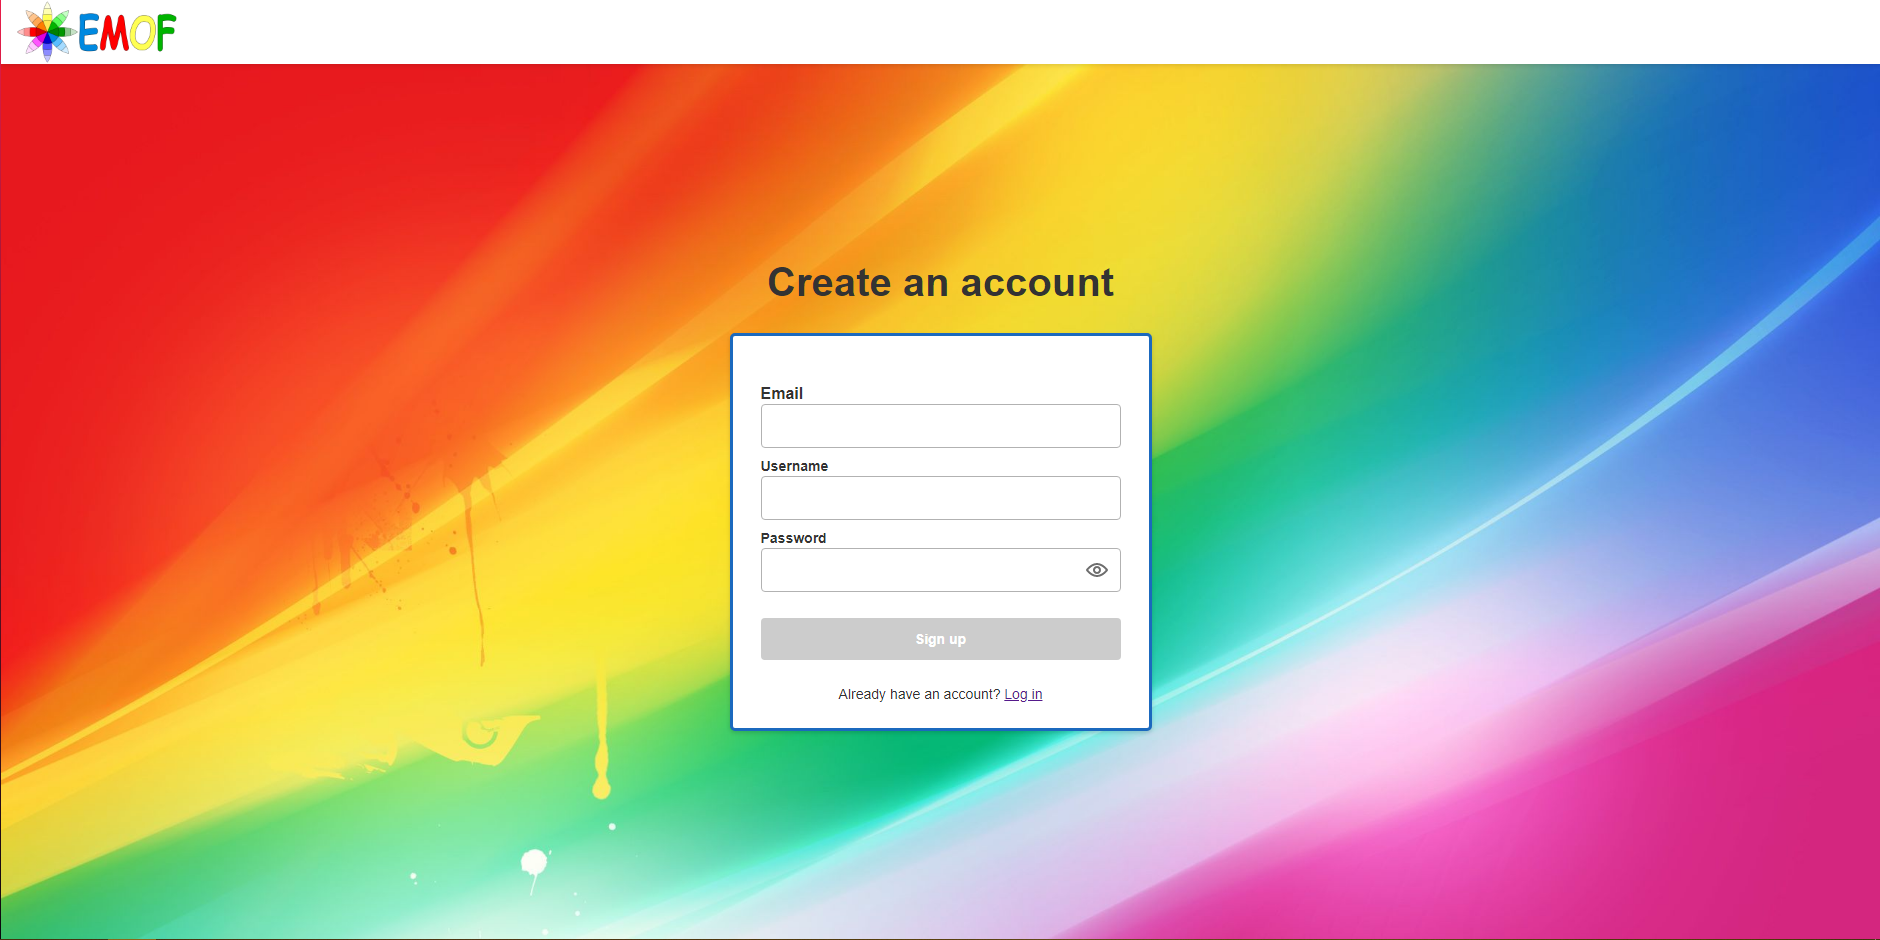 EMOF
Create an account
Email
Username
Password
Sign up
Already have an account? Log in